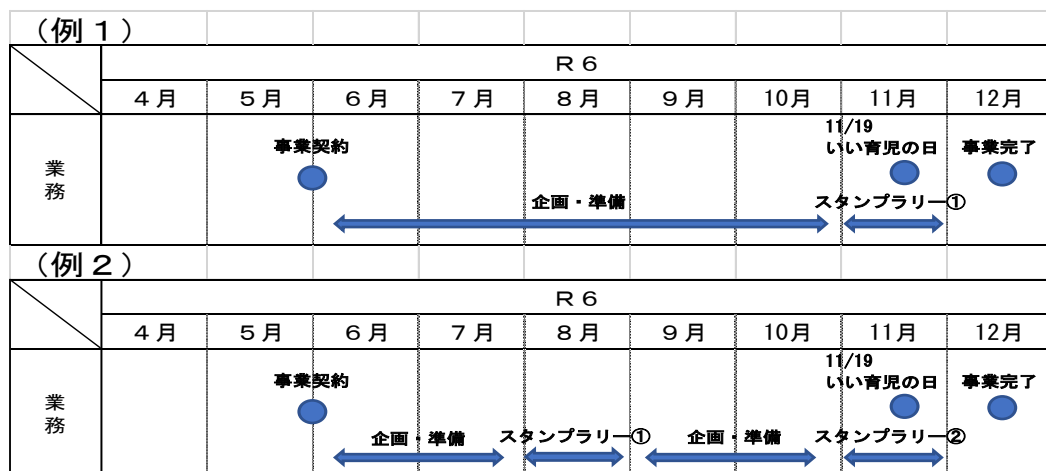 （例１）
Ｒ６
４月 ５月 ６月 ７月 ８月 ９月 10月 11月 12月
業務
事業契約
11/19
いい育児の日
事業完了
企画・準備
スタンプラリー①
（例２）
Ｒ６
４月 ５月 ６月 ７月 ８月 ９月 10月 11月 12月
業務
事業契約
11/19
いい育児の日
事業完了
企画・準備
スタンプラリー①
企画・準備
スタンプラリー②